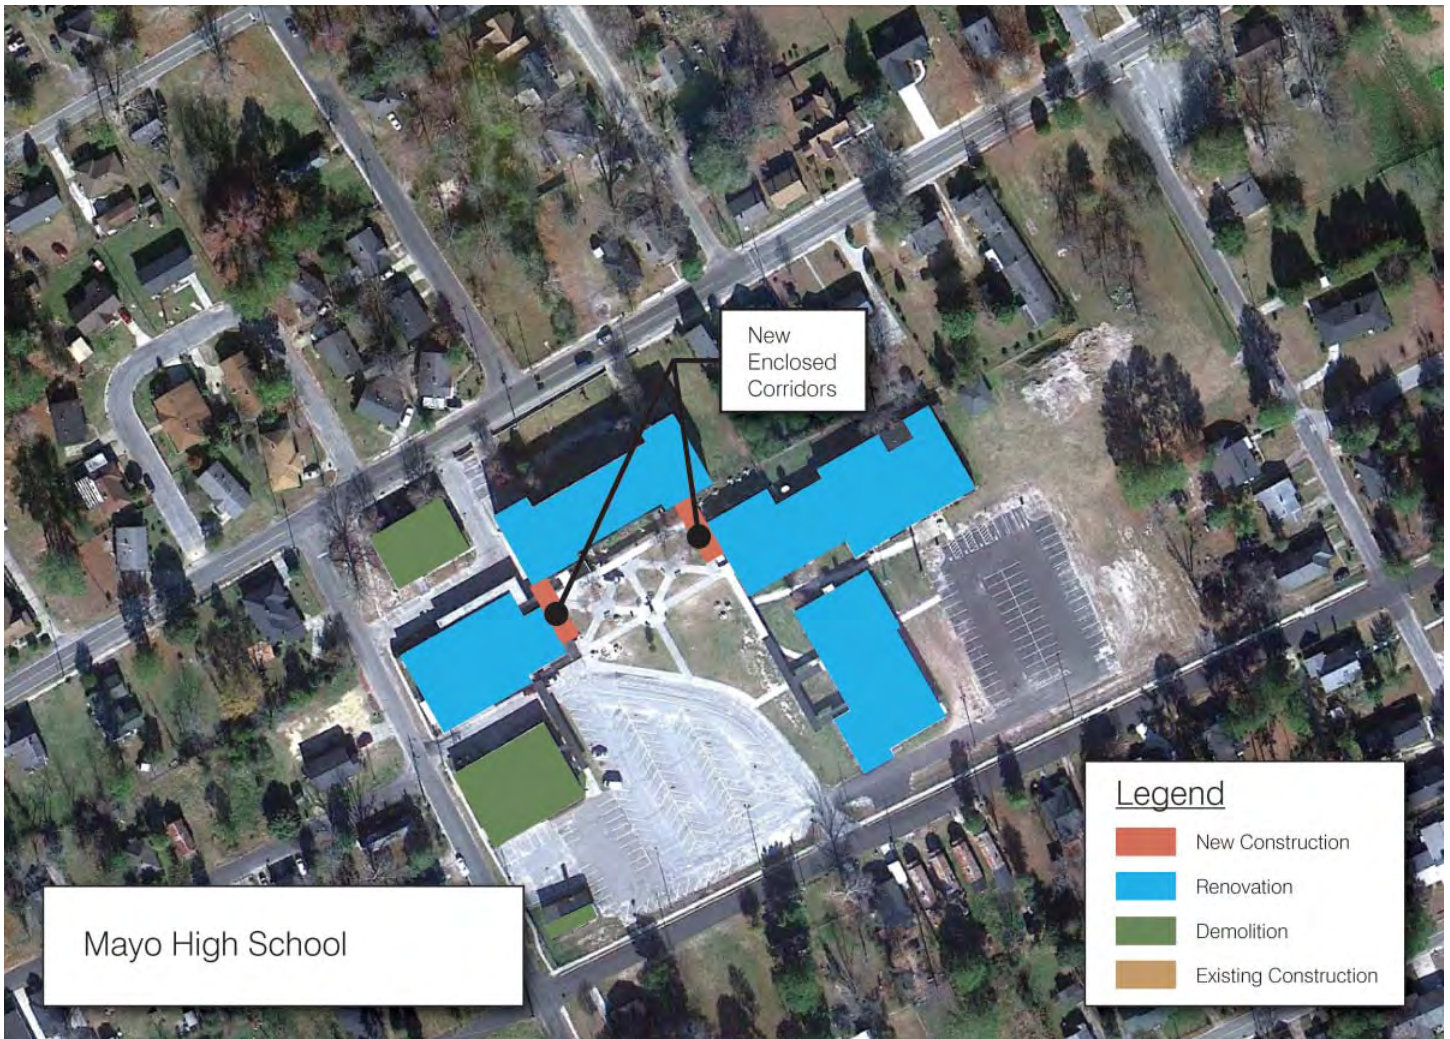 New
Enclosed
Corridors
Legend
New Construction
Renovation
Demolition
Existing Construction
Mayo High School